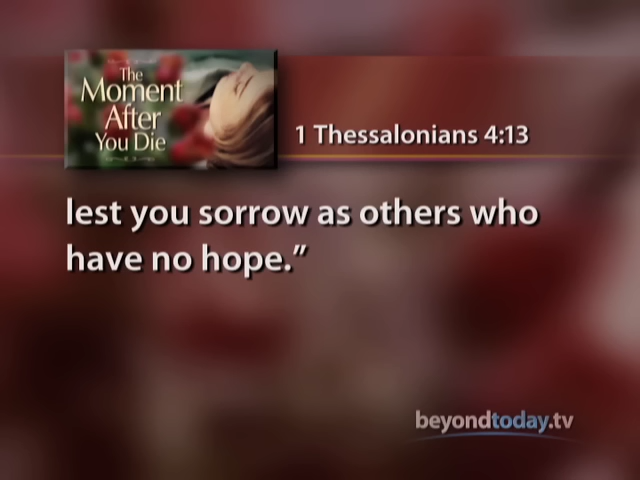 The
Moment
After
You Die
1 Thessalonians 4:13
lest you sorrow as others who
have no hope.”
beyondtoday.tv